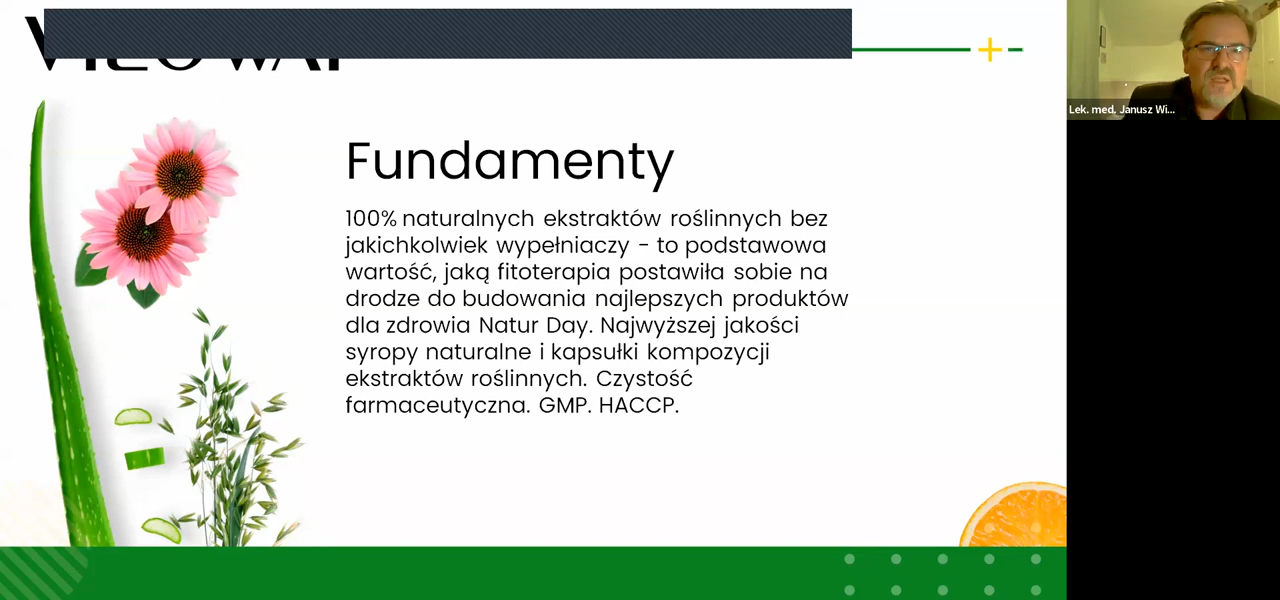 Fundamenty
100% naturalnych ekstraktów roślinnych bez
jakichkolwiek wypełniaczy - to podstawowa
wartość, jaką fitoterapia postawiła sobie na
drodze do budowania najlepszych produktów
dla zdrowia Natur Day. Najwyższej jakości
syropy naturalne i kapsułki kompozycji
ekstraktów roślinnych. Czystość
farmaceutyczna. GMP. HACCP.
Lek. med. Janusz Wi...